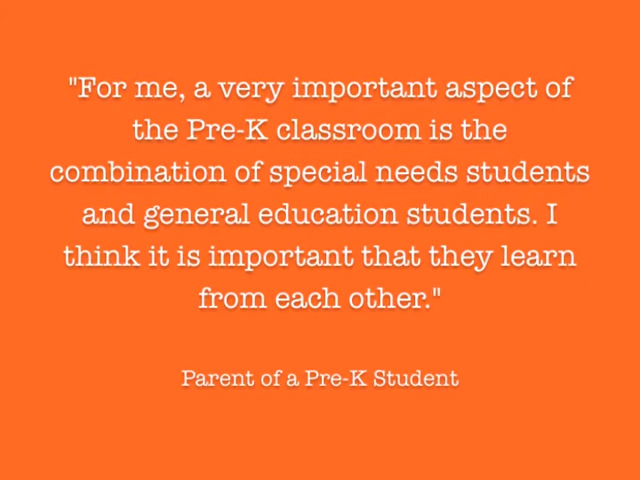 "For me, a very important aspect of
the Pre-K classroom is the
combination of special needs students
and general education students. I
think it is important that they learn
from each other."
Parent of a Pre-K Student